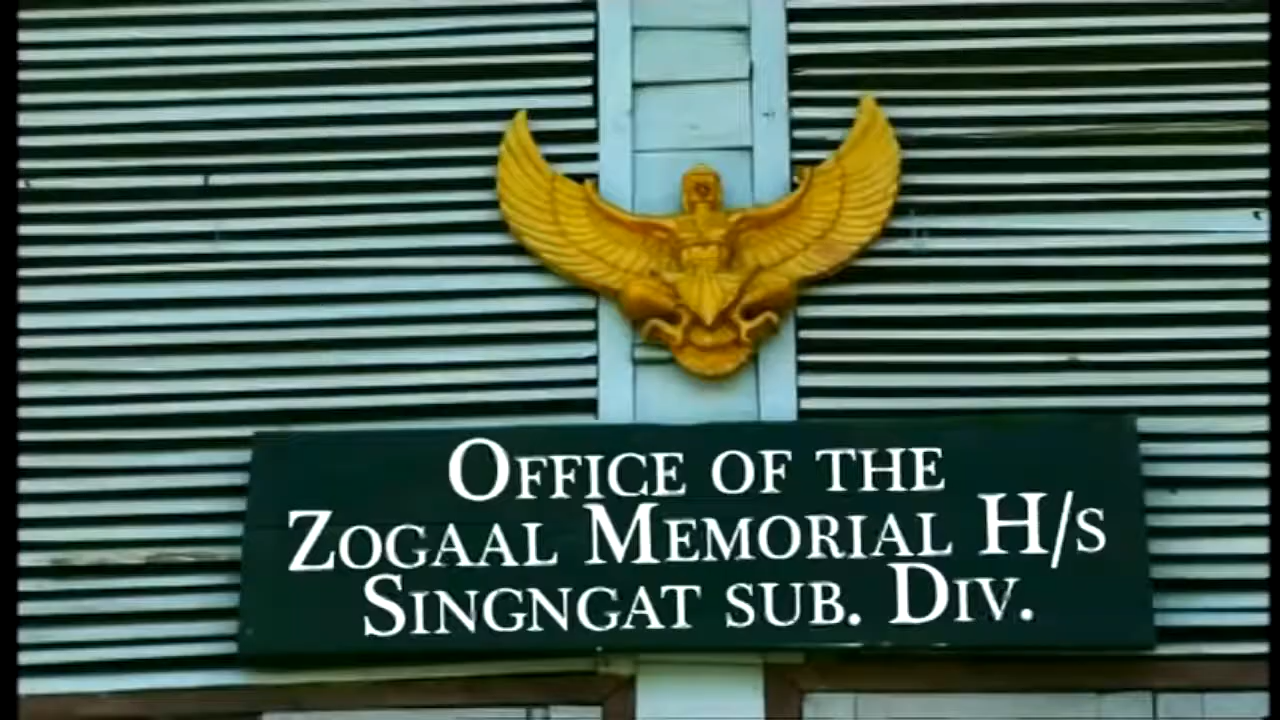 Office of the
Zogaal Memorial H/s
Singngat sub. Div.